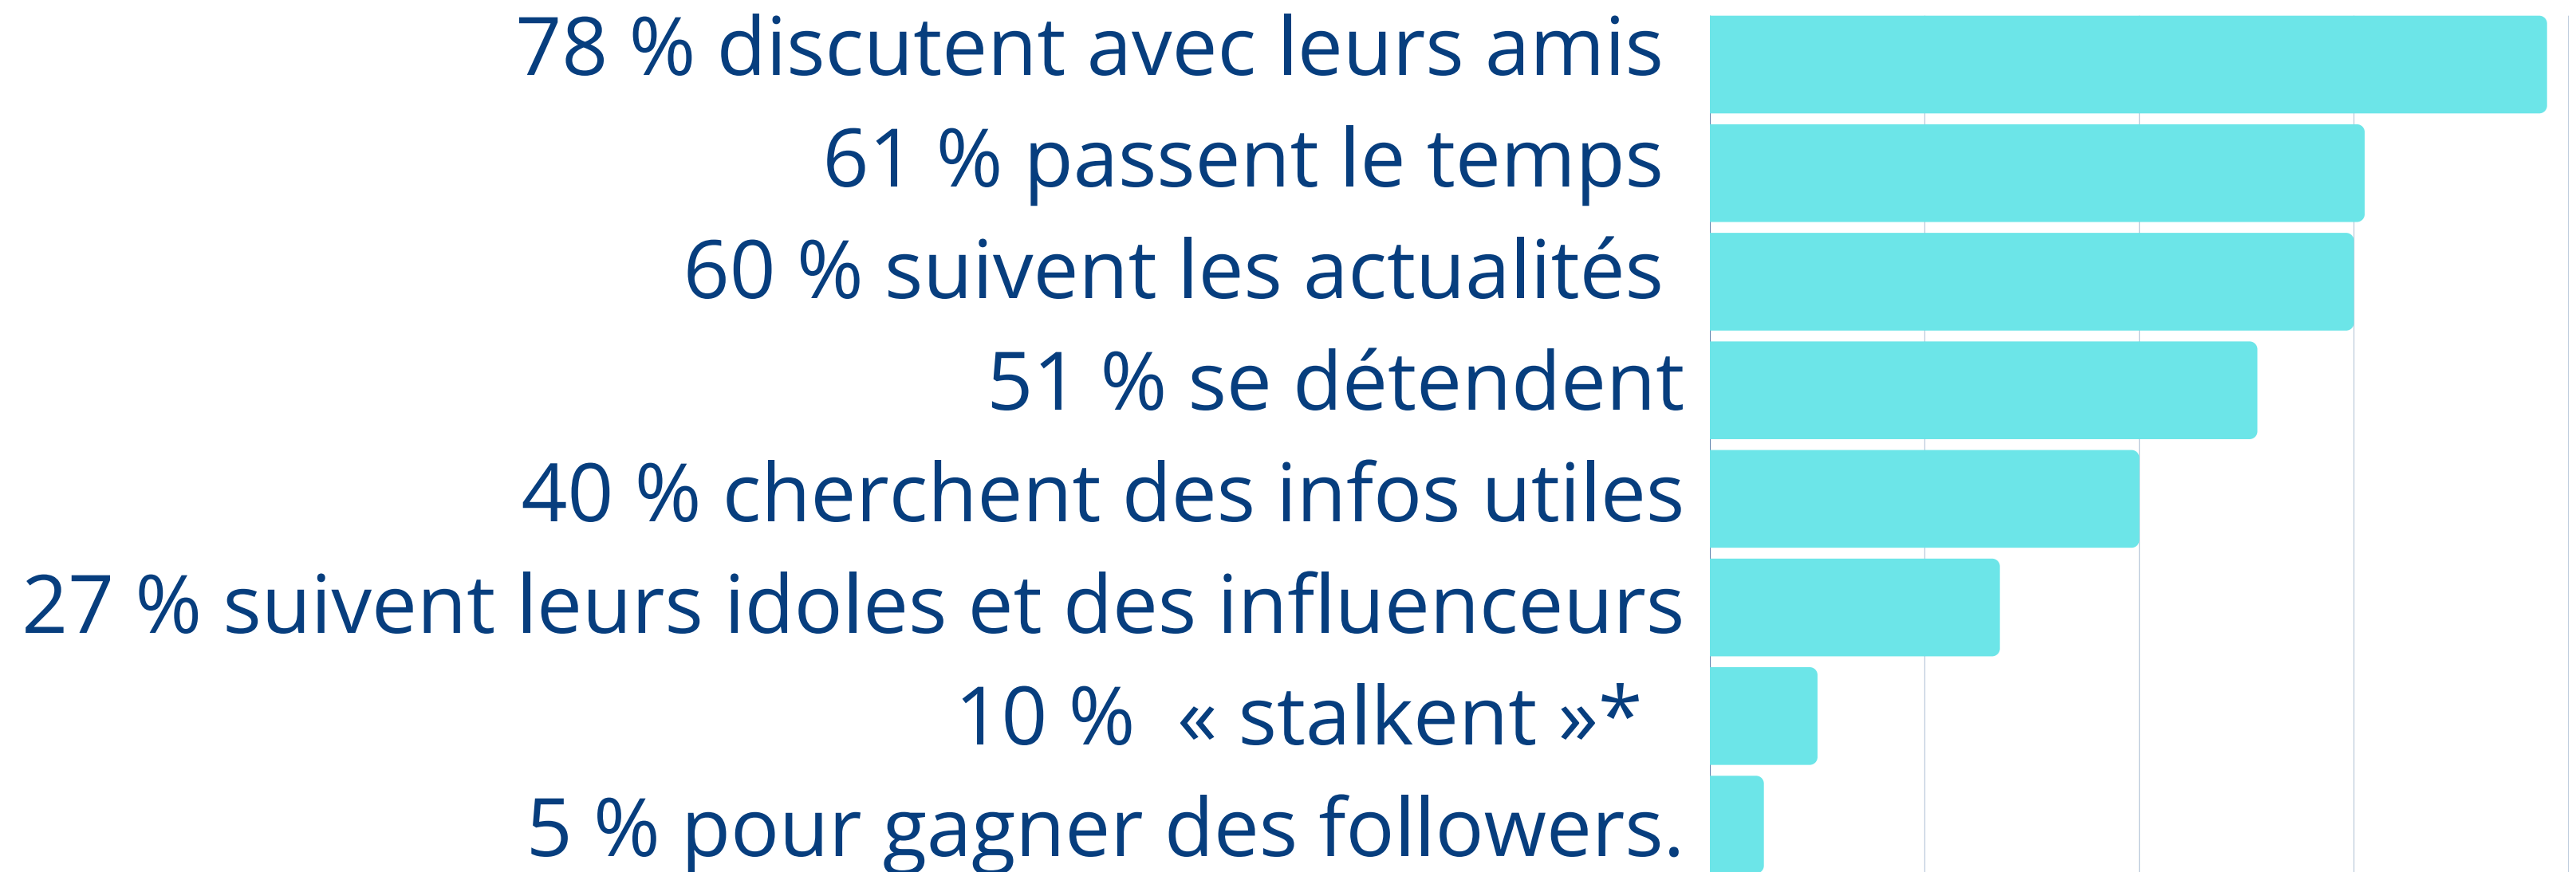 78 % discutent avec leurs amis
61 % passent le temps
60 % suivent les actualités
51 % se détendent
40 % cherchent des infos utiles
27 % suivent leurs idoles et des influenceurs
10 % « stalkent »*
5 % pour gagner des followers.